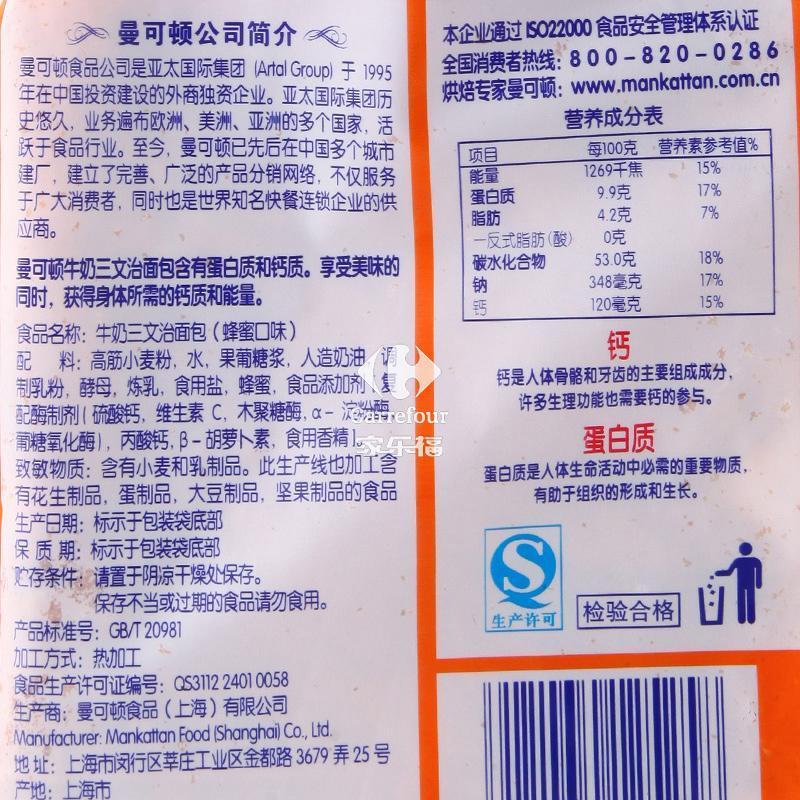 曼可顿公司简介
曼可顿食品公司是亚太国际集团 (Artal Group) 于 1995
年在中国投资建设的外商独资企业。亚太国际集团历
史悠久，业务遍布欧洲、美洲、亚洲的多个国家，活
跃于食品行业。至今，曼可顿已先后在中国多个城市
建厂，建立了完善、广泛的产品分销网络，不仅服务
于广大消费者，同时也是世界知名快餐连锁企业的供
应商。
曼可顿牛奶三文治面包含有蛋白质和钙质。享受美味的
同时，获得身体所需的钙质和能量。
食品名称：牛奶三文治面包（蜂蜜口味）
配 料：高筋小麦粉，水，果葡糖浆，人造奶油，调
制乳粉，酵母，炼乳，食用盐，蜂蜜，食品添加剂[复
配酶制剂(硫酸钙，维生素 C，木聚糖酶，α-淀粉酶，
葡糖氧化酶)，丙酸钙，β-胡萝卜素，食用香精]。
致敏物质：含有小麦和乳制品。此生产线也加工含
有花生制品，蛋制品，大豆制品，坚果制品的食品
生产日期：标示于包装袋底部
保 质 期：标示于包装袋底部
贮存条件：请置于阴凉干燥处保存。
保存不当或过期的食品请勿食用。
产品标准号：GB/T 20981
加工方式：热加工
食品生产许可证编号：QS3112 2401 0058
生产商：曼可顿食品（上海）有限公司
Manufacturer: Mankattan Food (Shanghai) Co., Ltd.
地 址：上海市闵行区莘庄工业区金都路 3679 弄 25 号
产地：上海市
Carrefour
家乐福
本企业通过 ISO22000 食品安全管理体系认证
全国消费者热线：800-820-0286
烘焙专家曼可顿：www.mankattan.com.cn
营养成分表
项目 每100克 营养素参考值%
能量 1269千焦 15%
蛋白质 9.9克 17%
脂肪 4.2克 7%
—反式脂肪(酸) 0克
碳水化合物 53.0克 18%
钠 348毫克 17%
钙 120毫克 15%
钙
钙是人体骨骼和牙齿的主要组成成分，
许多生理功能也需要钙的参与。
蛋白质
蛋白质是人体生命活动中必需的重要物质，
有助于组织的形成和生长。
生产许可
检验合格